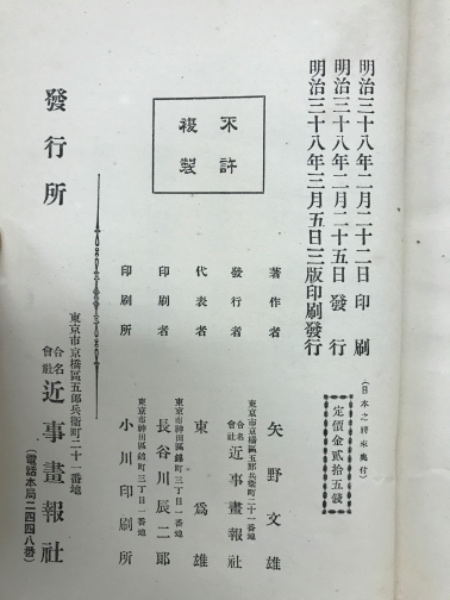 明治三十八年二月二十二日印刷
明治三十八年二月二十五日發行
明治三十八年三月五日三版印刷發行
(日本之將來奧付)
定價金貳拾五錢
不許
複製
著作者 矢野文雄
東京市京橋區五郎兵衞町二十一番地
發行者 合名會社 近事畫報社
代表者 東爲雄
東京市神田區錦町三丁目一番地
印刷者 長谷川辰二郎
東京市神田區錦町三丁目一番地
印刷所 小川印刷所
發行所
東京市京橋區五郎兵衞町二十一番地
合名會社 近事畫報社
(電話本局二四四八番)